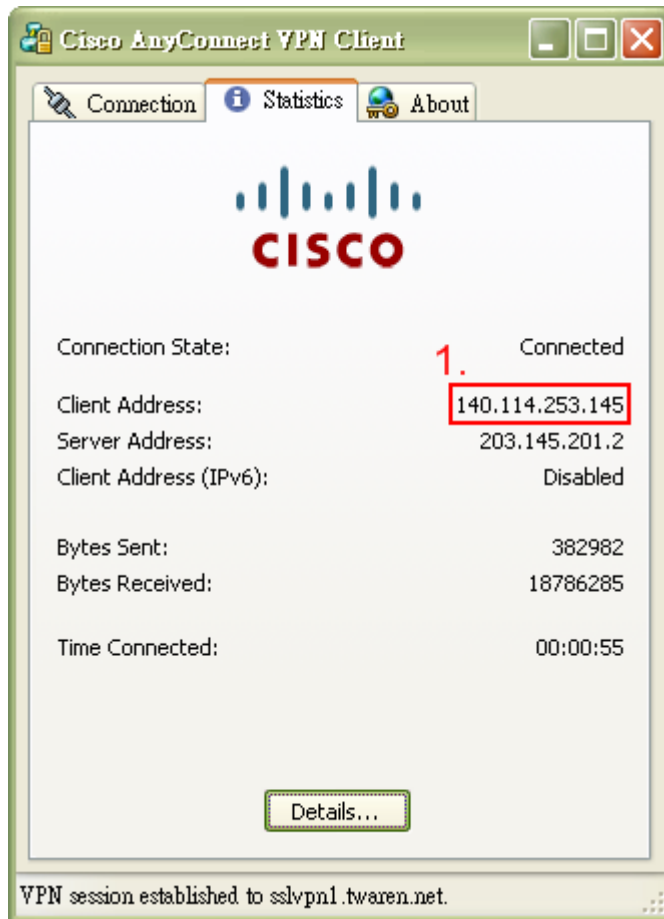 Cisco AnyConnect VPN Client
Connection Statistics About
CISCO
Connection State: Connected
1.
Client Address: 140.114.253.145
Server Address: 203.145.201.2
Client Address (IPv6): Disabled
Bytes Sent: 382982
Bytes Received: 18786285
Time Connected: 00:00:55
Details...
VPN session established to sslvpn1.twaren.net.